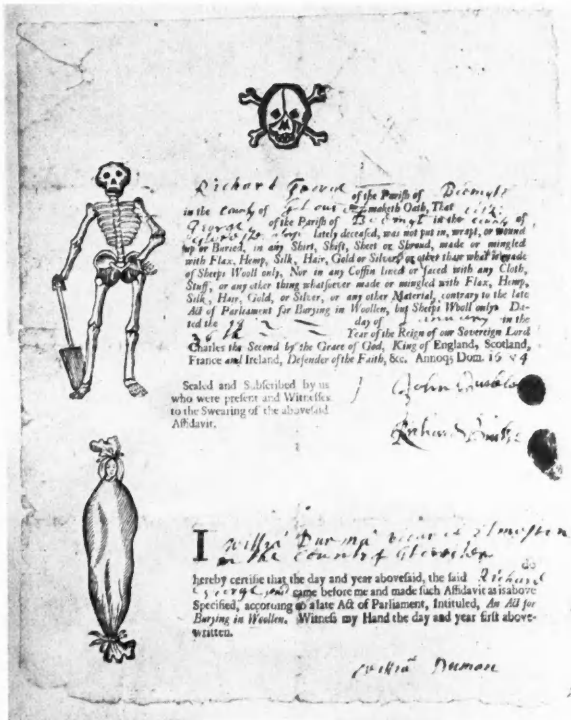 Richard of the Parish of
in the County of maketh Oath, That
George of the Parish of in the County of
lately deceased, was not put in, wrapt, or wound
up or Buried, in any Shirt, Shift, Sheet or Shroud, made or mingled
with Flax, Hemp, Silk, Hair, Gold or Silver, or other than what is made
of Sheeps Wooll only, Nor in any Coffin lined or faced with any Cloth,
Stuff, or any other thing whatsoever made or mingled with Flax, Hemp,
Silk, Hair, Gold, or Silver, or any other Material, contrary to the late
Act of Parliament for Burying in Woollen, but Sheeps Wooll only. Da-
ted the day of in the
Year of the Reign of our Sovereign Lord
Charles the Second by the Grace of God, King of England, Scotland,
France and Ireland, Defender of the Faith, &c. Annoq; Dom. 1684
Sealed and Subscribed by us
who were present and Witnesses
to the Swearing of the abovesaid
Affidavit.
John
Richard
I Willia
in the County of
do
hereby certifie that the day and year abovesaid, the said Richard
George came before me and made such Affidavit as is above
Specified, according to a late Act of Parliament, Intituled, An Act for
Burying in Woollen. Witness my Hand the day and year first above-
written.
Willia